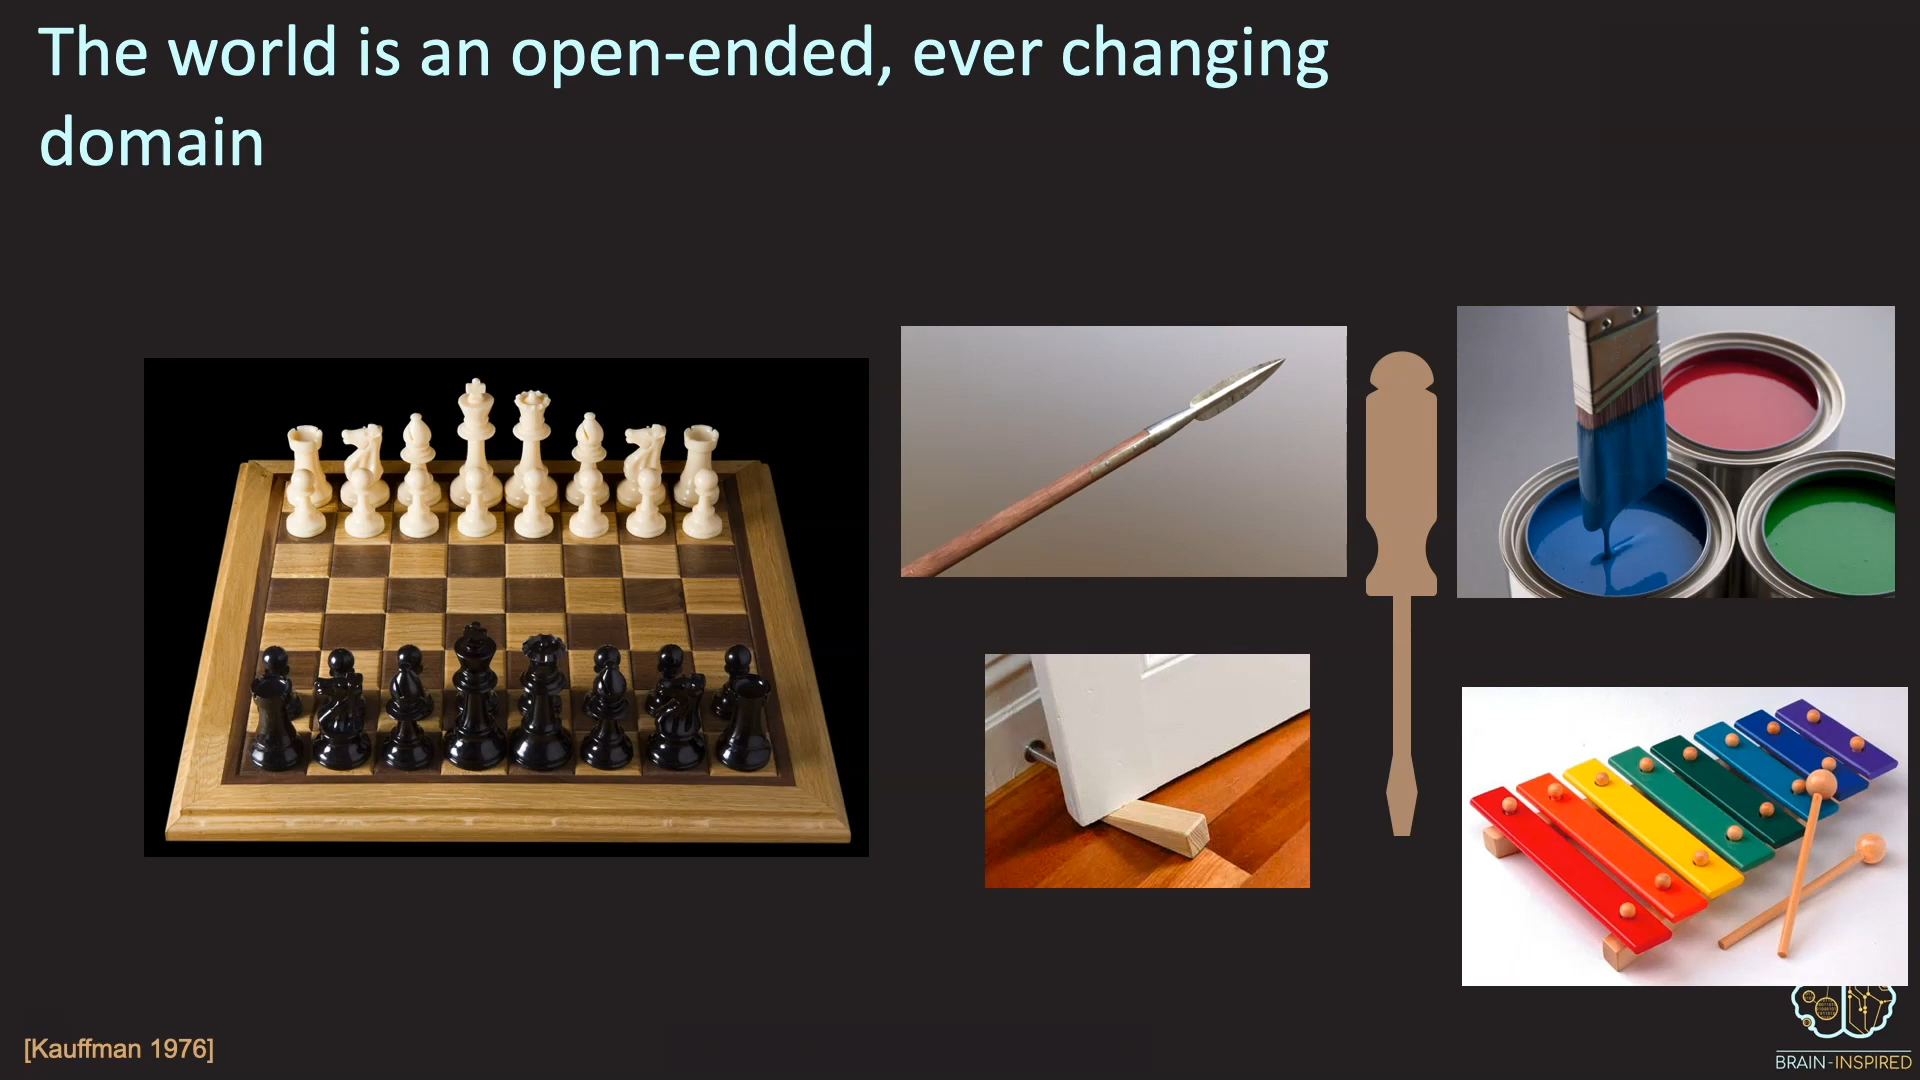 The world is an open-ended, ever changing
domain
[Kauffman 1976]
BRAIN-INSPIRED